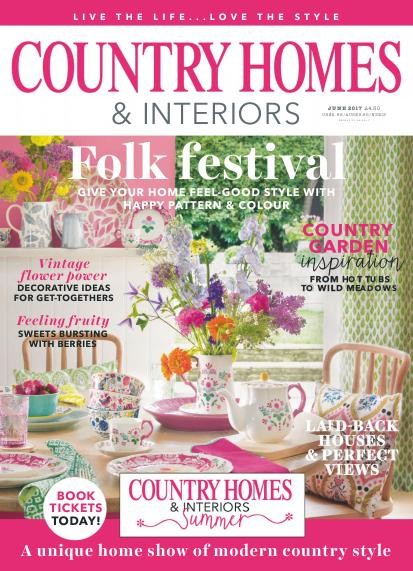 LIVE THE LIFE...LOVE THE STYLE
COUNTRY HOMES
& INTERIORS
JUNE 2017 £4.50
Folk festival
GIVE YOUR HOME FEEL-GOOD STYLE WITH
HAPPY PATTERN & COLOUR
COUNTRY
GARDEN
inspiration
FROM HOT TUBS
TO WILD MEADOWS
Vintage
flower power
DECORATIVE IDEAS
FOR GET-TOGETHERS
Feeling fruity
SWEETS BURSTING
WITH BERRIES
LAID-BACK
HOUSES
& PERFECT
VIEWS
BOOK
TICKETS
TODAY!
COUNTRY HOMES
& INTERIORS
Summer
A unique home show of modern country style